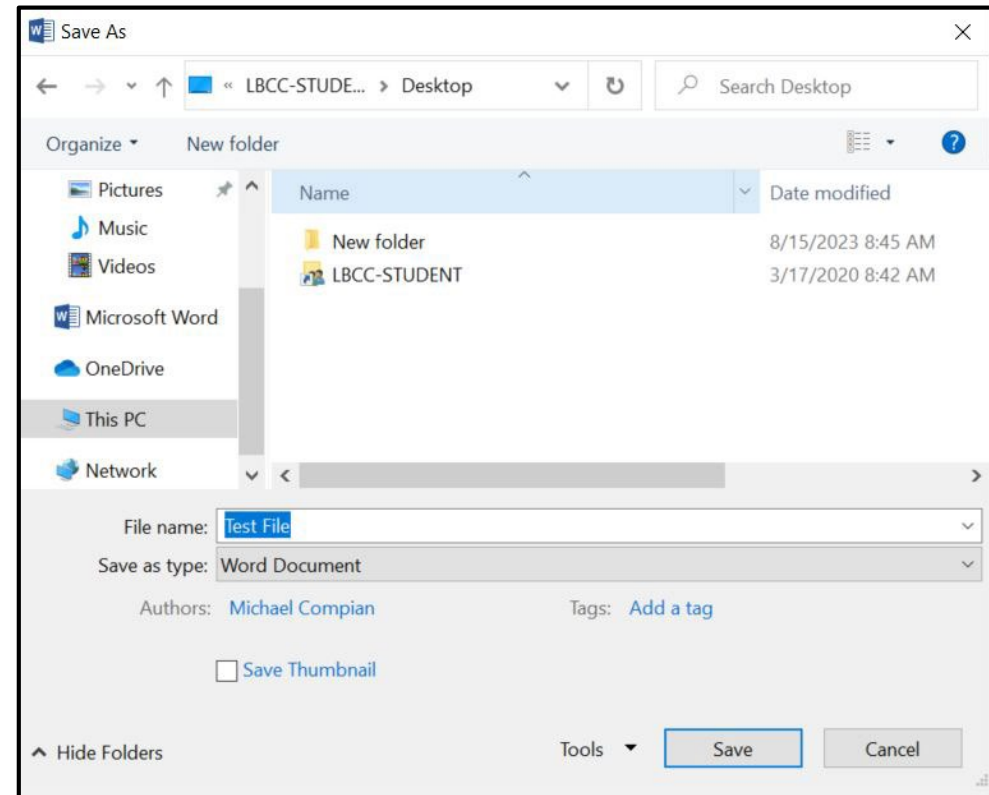 Save As
« LBCC-STUDE... > Desktop
Search Desktop
Organize
New folder
Pictures
Music
Videos
Microsoft Word
OneDrive
This PC
Network
Name
Date modified
New folder
8/15/2023 8:45 AM
LBCC-STUDENT
3/17/2020 8:42 AM
File name: Test File
Save as type: Word Document
Authors: Michael Compian
Tags: Add a tag
Save Thumbnail
Hide Folders
Tools
Save
Cancel